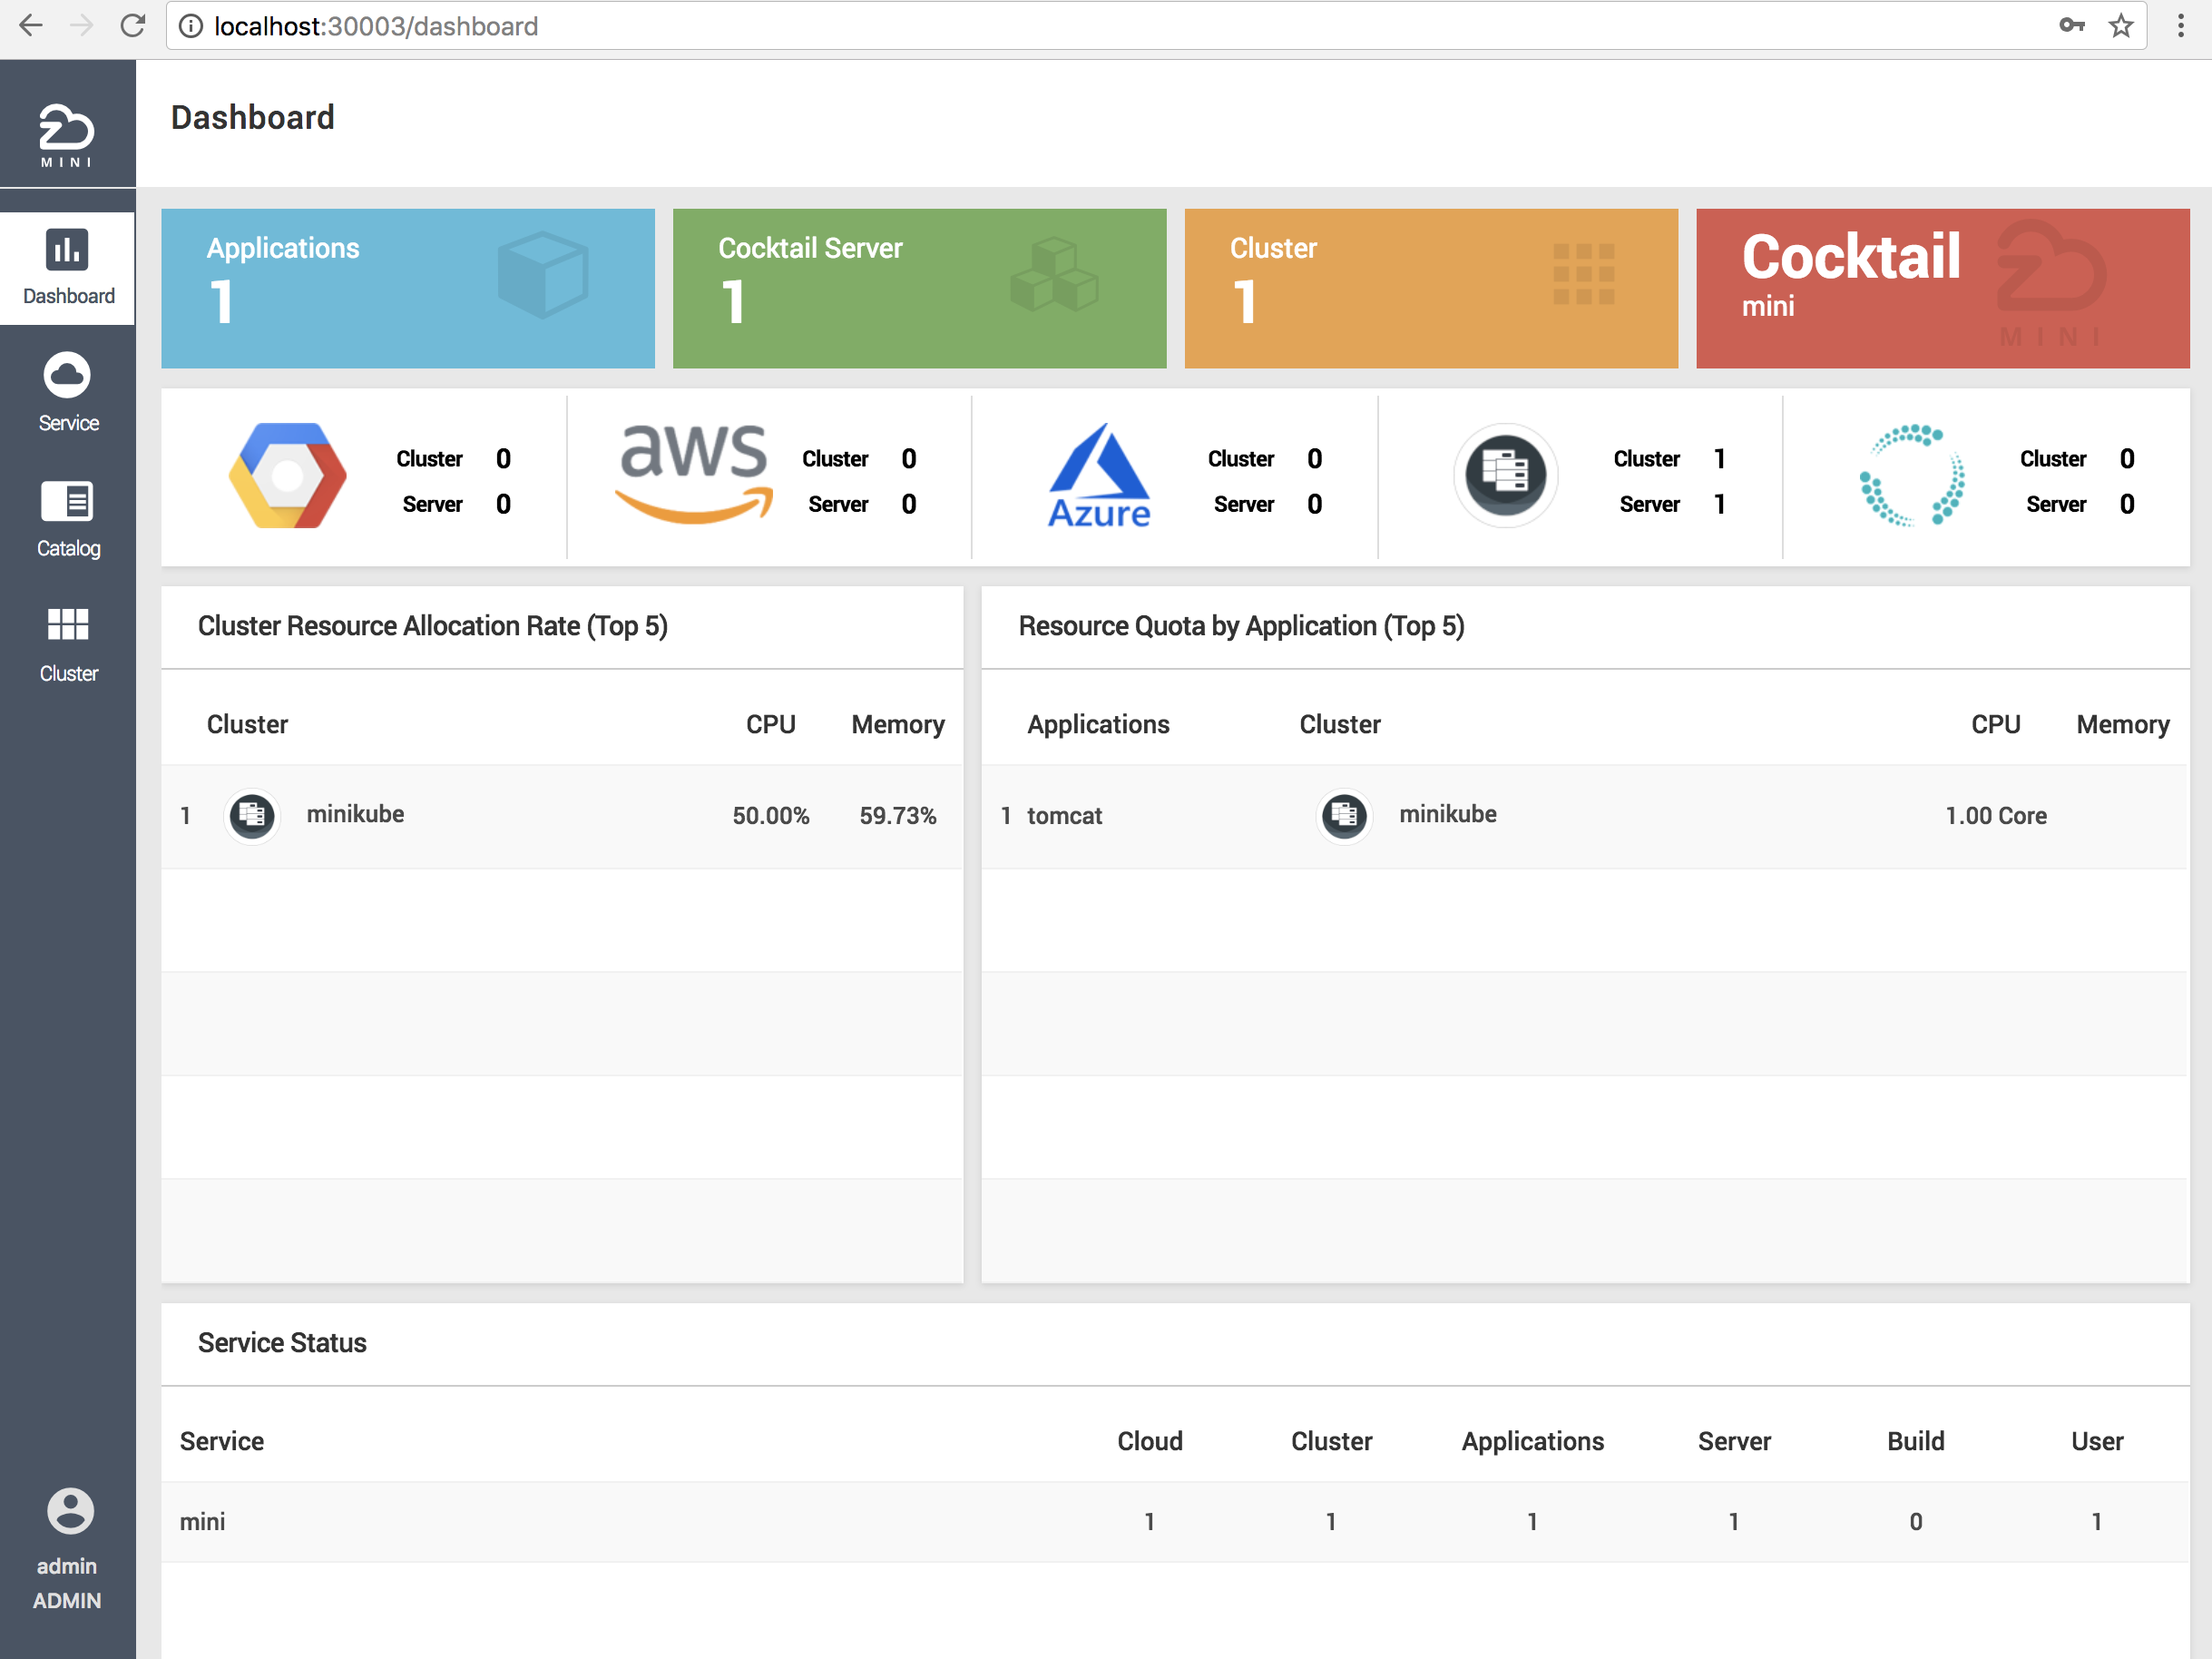 localhost:30003/dashboard
MINI
Dashboard
Dashboard
Service
Catalog
Cluster
admin
ADMIN
Applications
1
Cocktail Server
1
Cluster
1
Cocktail
mini
MINI
Cluster 0
Server 0
aws
Cluster 0
Server 0
Azure
Cluster 0
Server 0
Cluster 1
Server 1
Cluster 0
Server 0
Cluster Resource Allocation Rate (Top 5)
Cluster CPU Memory
1 minikube 50.00% 59.73%
Resource Quota by Application (Top 5)
Applications Cluster CPU Memory
1 tomcat minikube 1.00 Core
Service Status
Service Cloud Cluster Applications Server Build User
mini 1 1 1 1 0 1